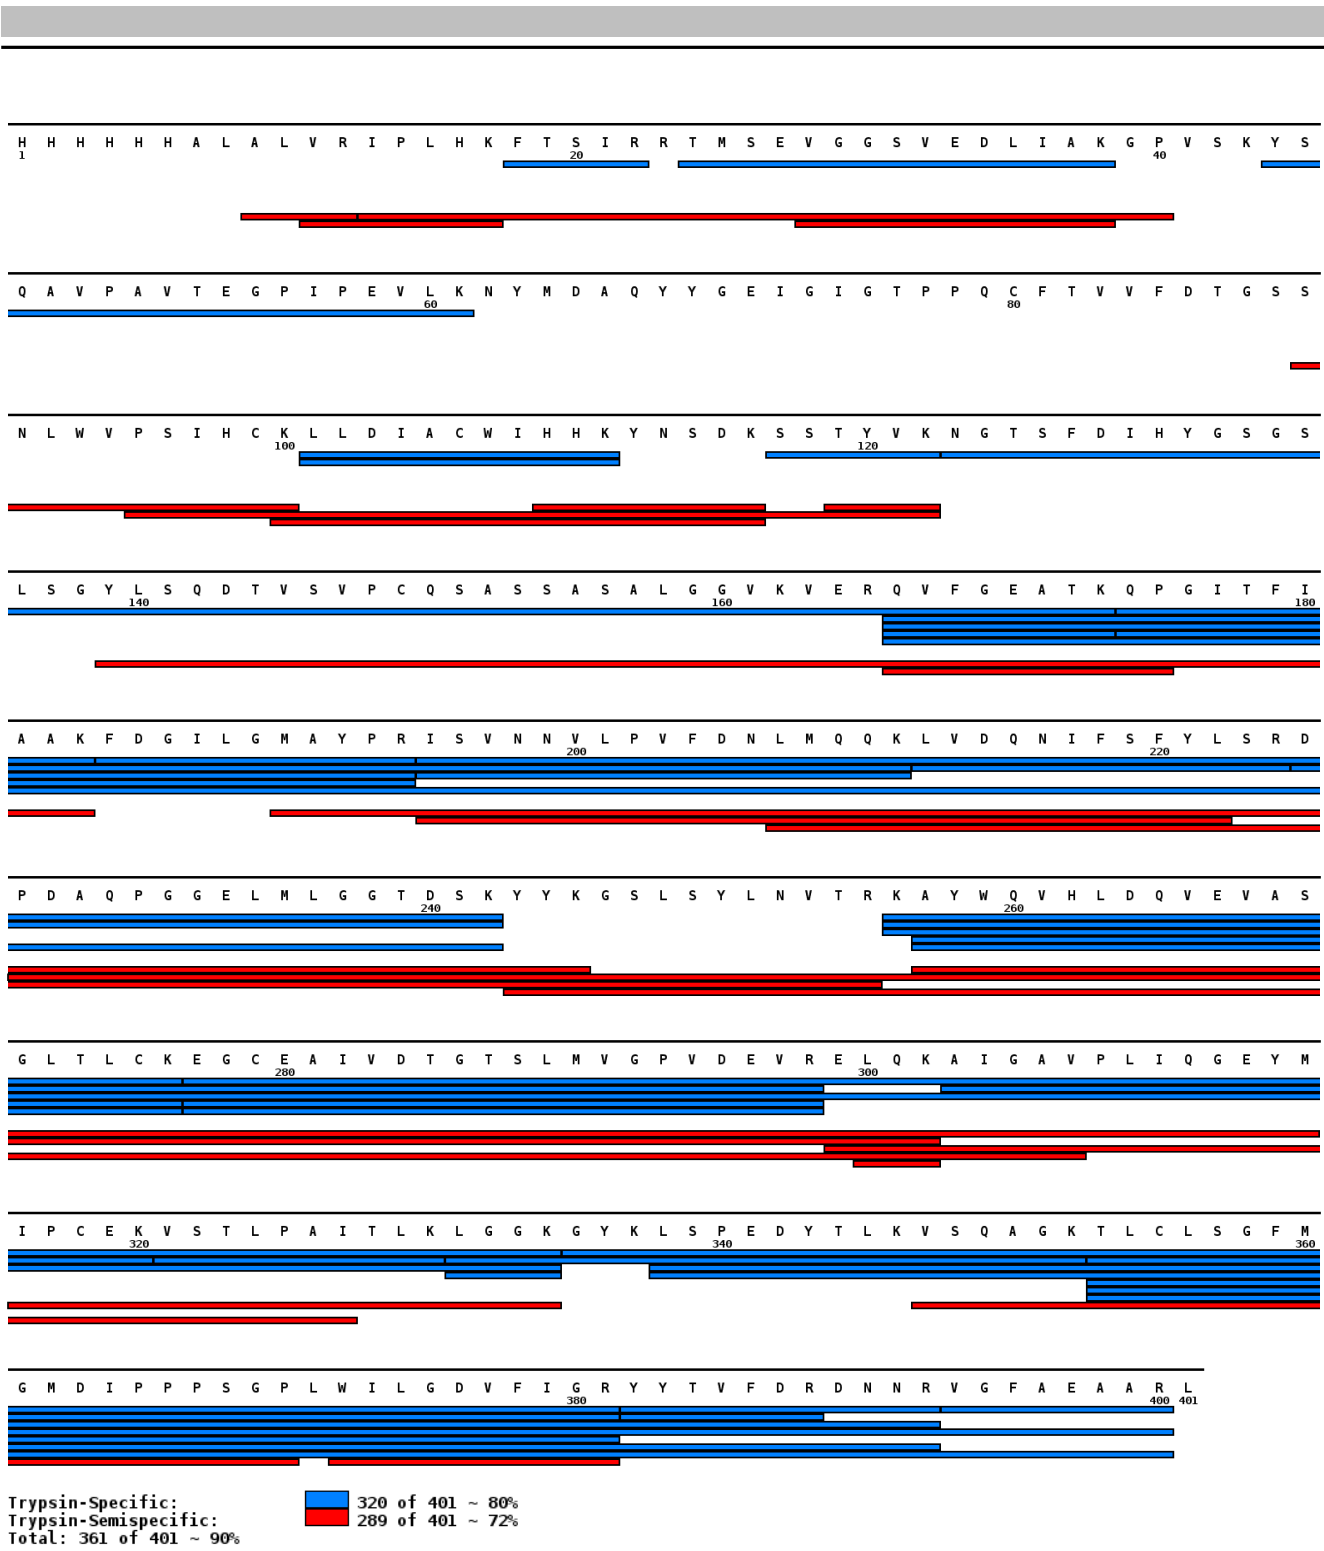 H H H H H H A L A L V R I P L H K F T S I R R T M S E V G G S V E D L I A K G P V S K Y S
1 20 40
Q A V P A V T E G P I P E V L K N Y M D A Q Y Y G E I G I G T P P Q C F T V V F D T G S S
60 80
N L W V P S I H C K L L D I A C W I H H K Y N S D K S S T Y V K N G T S F D I H Y G S G S
100 120
L S G Y L S Q D T V S V P C Q S A S S A S A L G G V K V E R Q V F G E A T K Q P G I T F I
140 160 180
A A K F D G I L G M A Y P R I S V N N V L P V F D N L M Q Q K L V D Q N I F S F Y L S R D
200 220
P D A Q P G G E L M L G G T D S K Y Y K G S L S Y L N V T R K A Y W Q V H L D Q V E V A S
240 260
G L T L C K E G C E A I V D T G T S L M V G P V D E V R E L Q K A I G A V P L I Q G E Y M
280 300
I P C E K V S T L P A I T L K L G G K G Y K L S P E D Y T L K V S Q A G K T L C L S G F M
320 340 360
G M D I P P P S G P L W I L G D V F I G R Y Y T V F D R D N N R V G F A E A A R L
380 400 401
Trypsin-Specific: 320 of 401 ~ 80%
Trypsin-Semispecific: 289 of 401 ~ 72%
Total: 361 of 401 ~ 90%